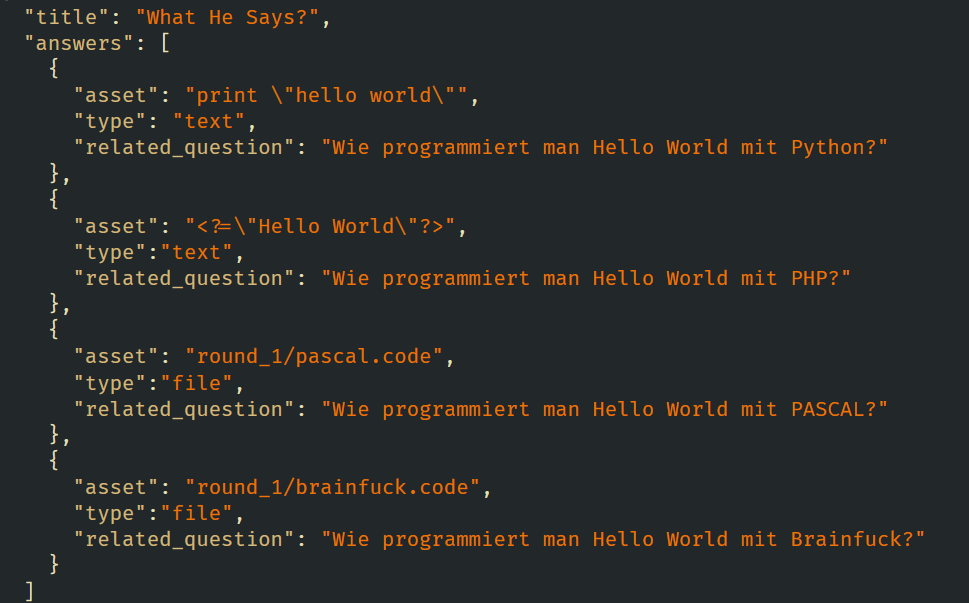 "title": "What He Says?",
"answers": [
  {
    "asset": "print \"hello world\"",
    "type": "text",
    "related_question": "Wie programmiert man Hello World mit Python?"
  },
  {
    "asset": "<?=\"Hello World\"?>",
    "type":"text",
    "related_question": "Wie programmiert man Hello World mit PHP?"
  },
  {
    "asset": "round_1/pascal.code",
    "type":"file",
    "related_question": "Wie programmiert man Hello World mit PASCAL?"
  },
  {
    "asset": "round_1/brainfuck.code",
    "type":"file",
    "related_question": "Wie programmiert man Hello World mit Brainfuck?"
  }
]